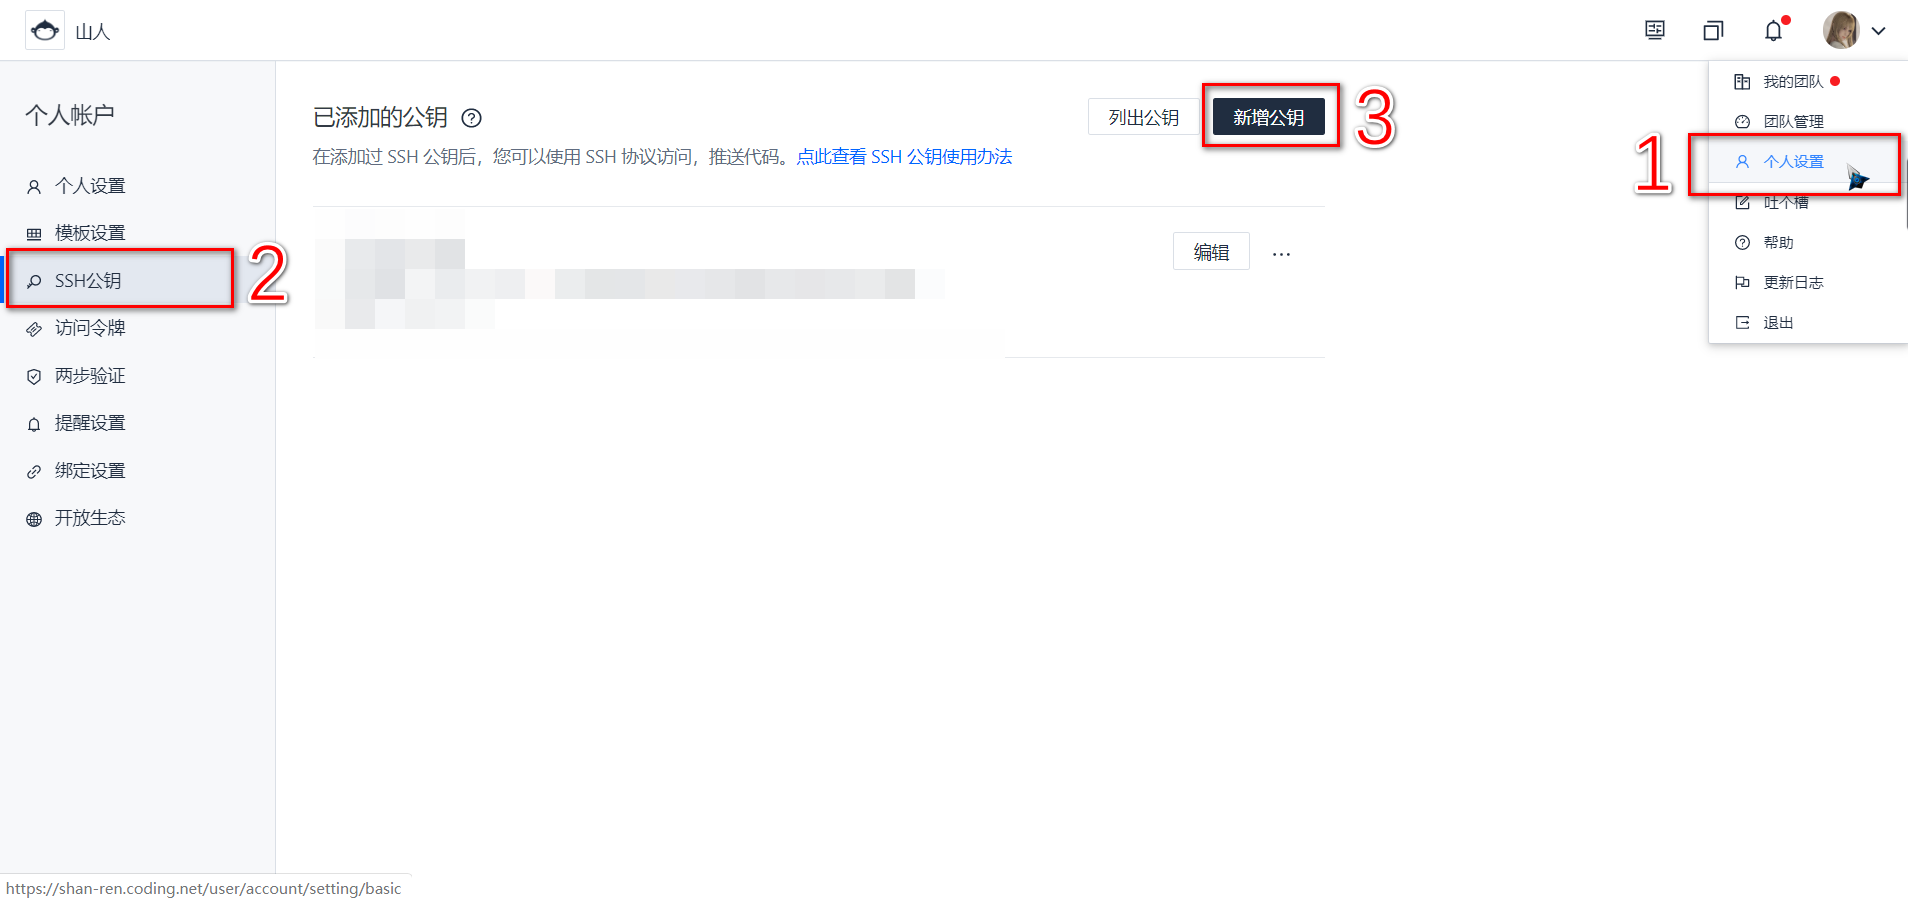 山人
个人帐户
个人设置
模板设置
SSH公钥
2
访问令牌
两步验证
提醒设置
绑定设置
开放生态
已添加的公钥
列出公钥
新增公钥
3
在添加过 SSH 公钥后，您可以使用 SSH 协议访问，推送代码。点此查看 SSH 公钥使用办法
编辑
...
我的团队
团队管理
1
个人设置
吐个槽
帮助
更新日志
退出
https://shan-ren.coding.net/user/account/setting/basic